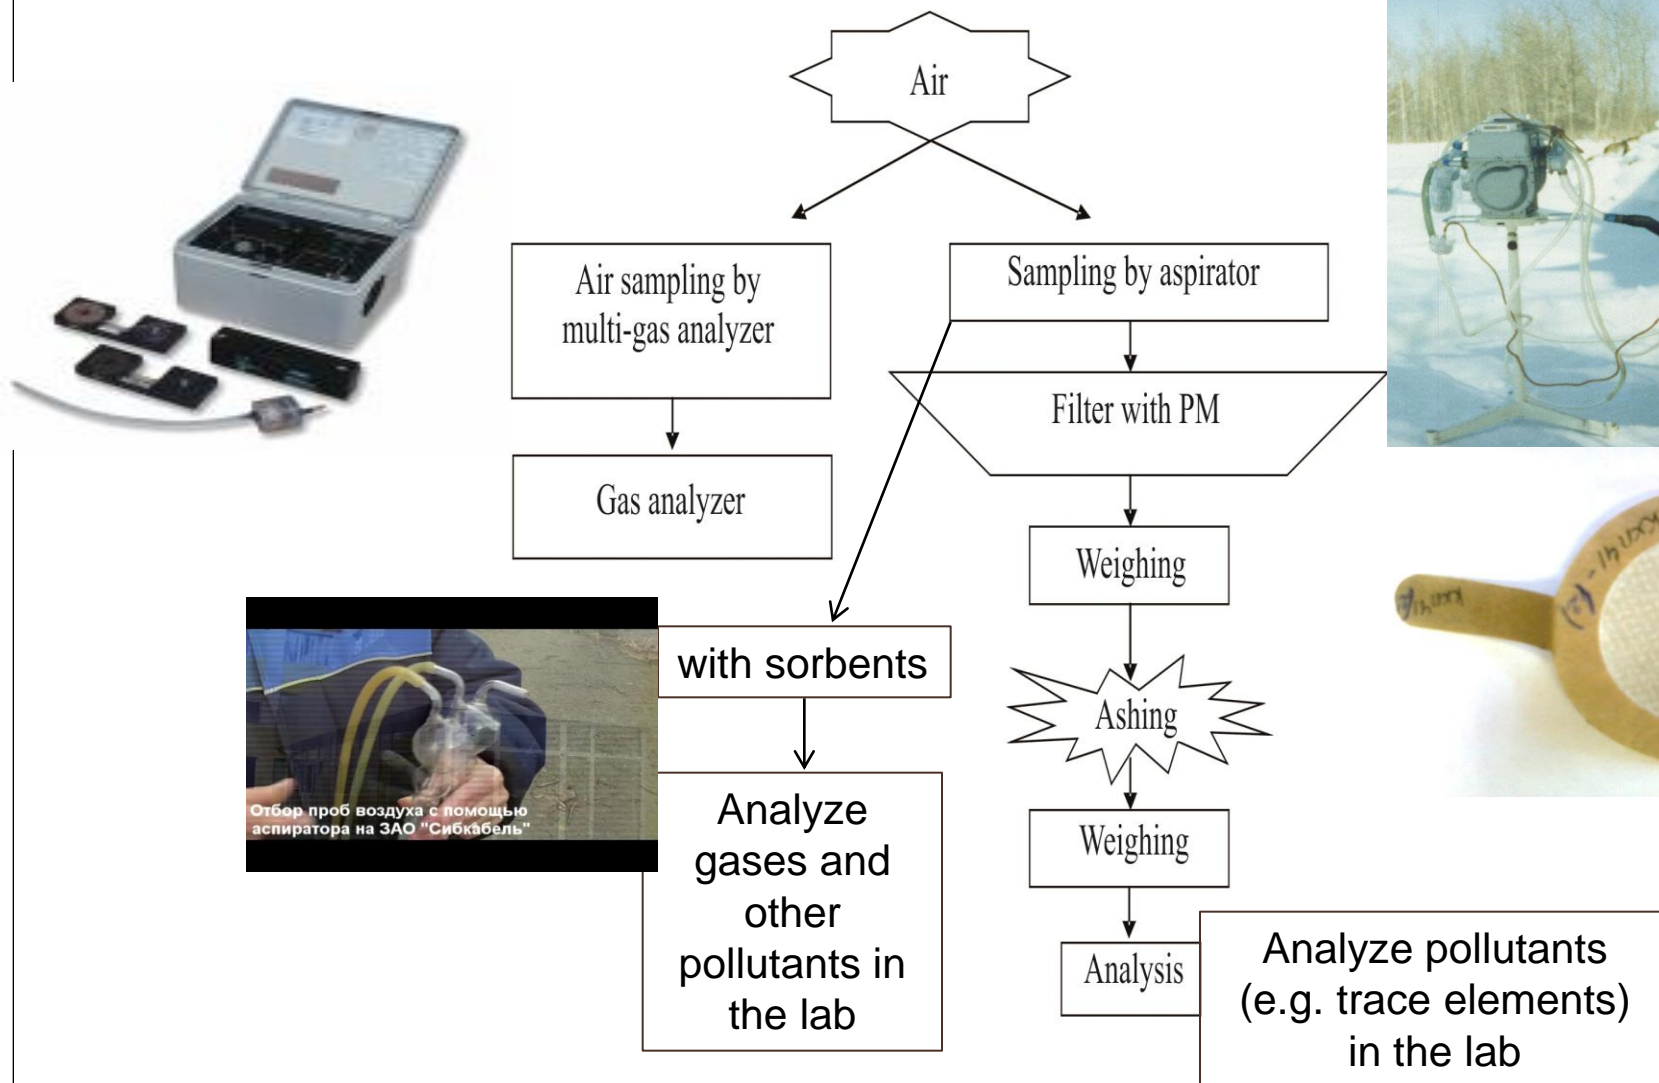 Air
Air sampling by
multi-gas analyzer
Sampling by aspirator
Filter with PM
Gas analyzer
Weighing
with sorbents
Ashing
Отбор проб воздуха с помощью
аспиратора на ЗАО "Сибкабель"
Analyze
gases and
other
pollutants in
the lab
Weighing
Analysis
Analyze pollutants
(e.g. trace elements)
in the lab